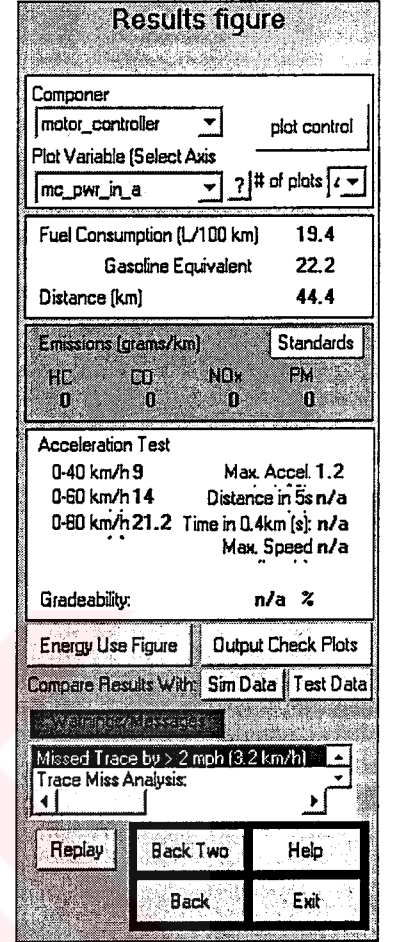 Results figure
Componer
motor_controller
plot control
Plot Variable (Select Axis
mc_pwr_in_a ? # of plots
Fuel Consumption (L/100 km) 19.4
Gasoline Equivalent 22.2
Distance (km) 44.4
Emissions (grams/km) Standards
HC CO NOx PM
0 0 0 0
Acceleration Test
0-40 km/h 9 Max. Accel. 1.2
0-60 km/h 14 Distance in 5s n/a
0-80 km/h 21.2 Time in 0.4km (s): n/a
Max. Speed n/a
Gradeability: n/a %
Energy Use Figure Output Check Plots
Compare Results With: Sim Data Test Data
Warnings/Messages
Missed Trace by > 2 mph (3.2 km/h)
Trace Miss Analysis:
Replay Back Two Help
Back Exit